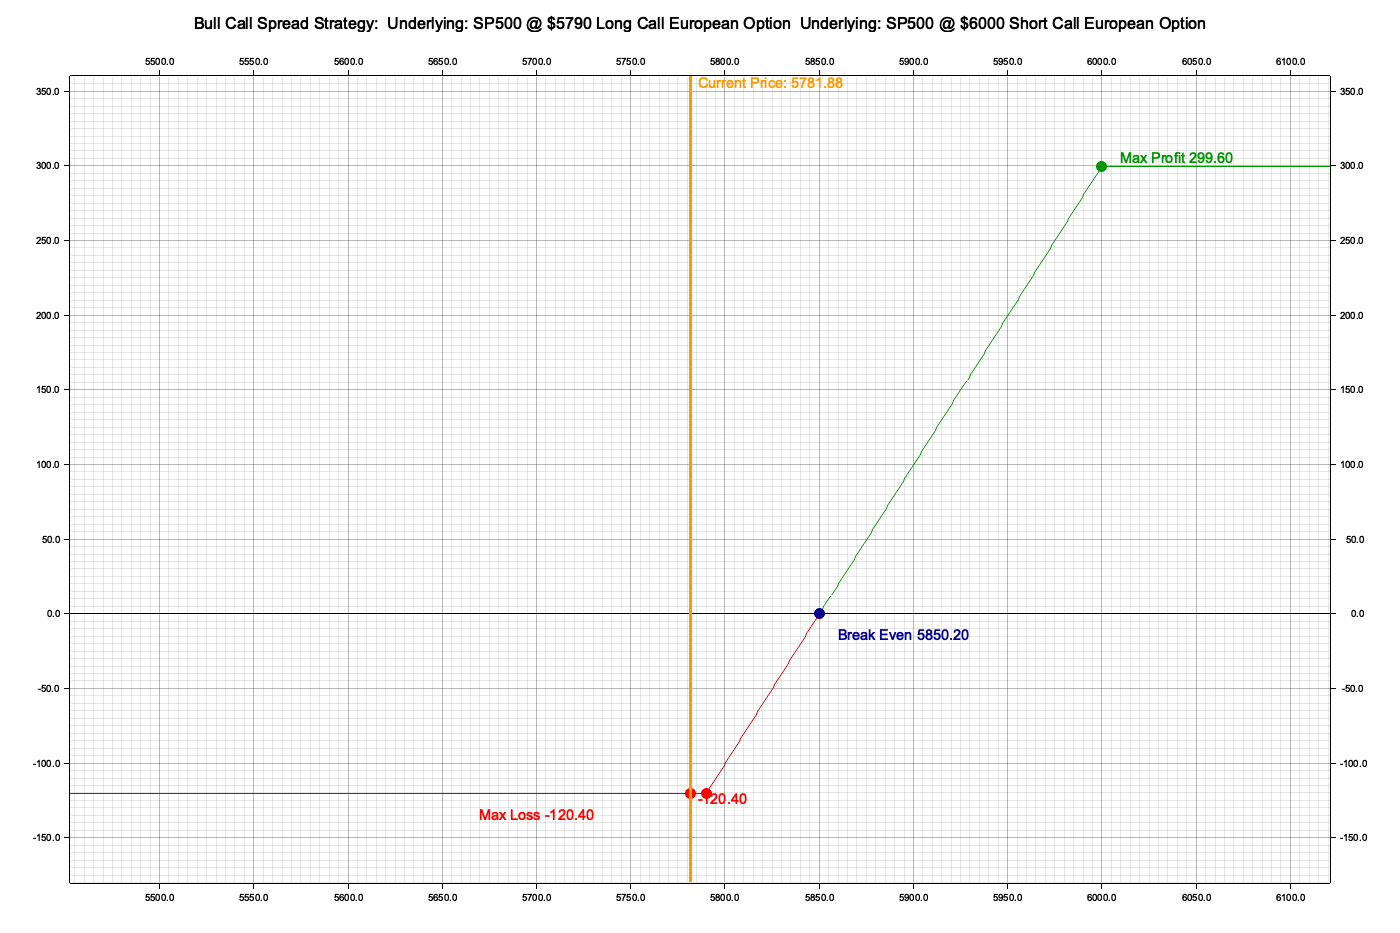 Bull Call Spread Strategy:  Underlying: SP500 @ $5790 Long Call European Option  Underlying: SP500 @ $6000 Short Call European Option
5500.0 5550.0 5600.0 5650.0 5700.0 5750.0 5800.0 5850.0 5900.0 5950.0 6000.0 6050.0 6100.0
Current Price: 5781.88
350.0 350.0
Max Profit 299.60
300.0 300.0
250.0 250.0
200.0 200.0
150.0 150.0
100.0 100.0
50.0 50.0
0.0 0.0
Break Even 5850.20
-50.0 -50.0
-100.0 -100.0
-120.40
Max Loss -120.40
-150.0 -150.0
5500.0 5550.0 5600.0 5650.0 5700.0 5750.0 5800.0 5850.0 5900.0 5950.0 6000.0 6050.0 6100.0